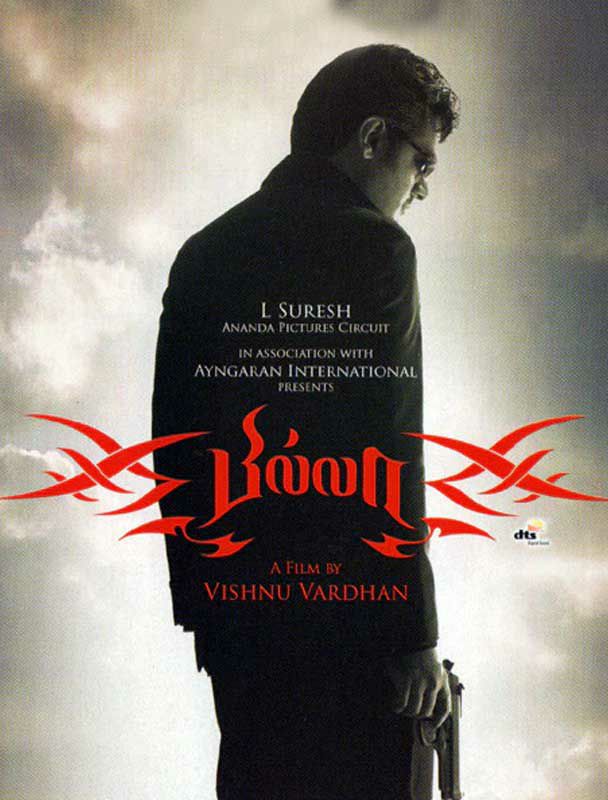 L Suresh
Ananda Pictures Circuit
in association with
Ayngaran International
presents
பில்லா
dts
A Film by
Vishnu Vardhan